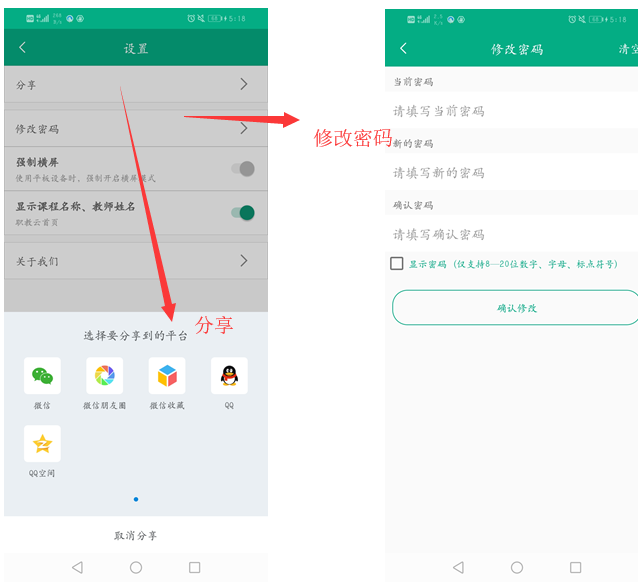 5:18
设置
分享
修改密码
强制横屏
使用平板设备时，强制开启横屏模式
显示课程名称、教师姓名
职教云首页
关于我们
分享
选择要分享到的平台
微信
微信朋友圈
微信收藏
QQ
QQ空间
取消分享
修改密码
5:18
修改密码
清空
当前密码
请填写当前密码
新的密码
请填写新的密码
确认密码
请填写确认密码
显示密码 (仅支持8--20位数字、字母、标点符号)
确认修改